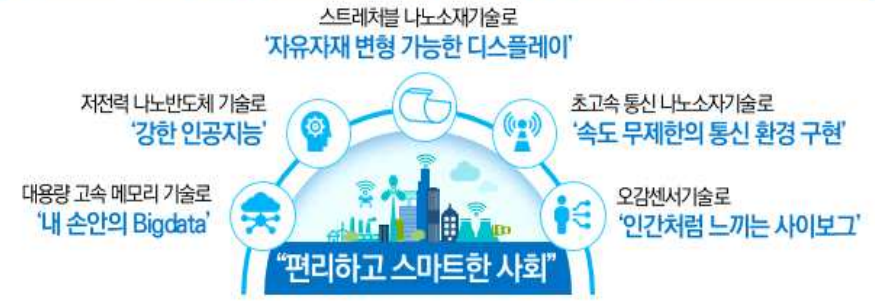 스트레처블 나노소재기술로
‘자유자재 변형 가능한 디스플레이’
저전력 나노반도체 기술로
‘강한 인공지능’
초고속 통신 나노소자기술로
‘속도 무제한의 통신 환경 구현’
대용량 고속 메모리 기술로
‘내 손안의 Bigdata’
오감센서기술로
‘인간처럼 느끼는 사이보그’
“편리하고 스마트한 사회”